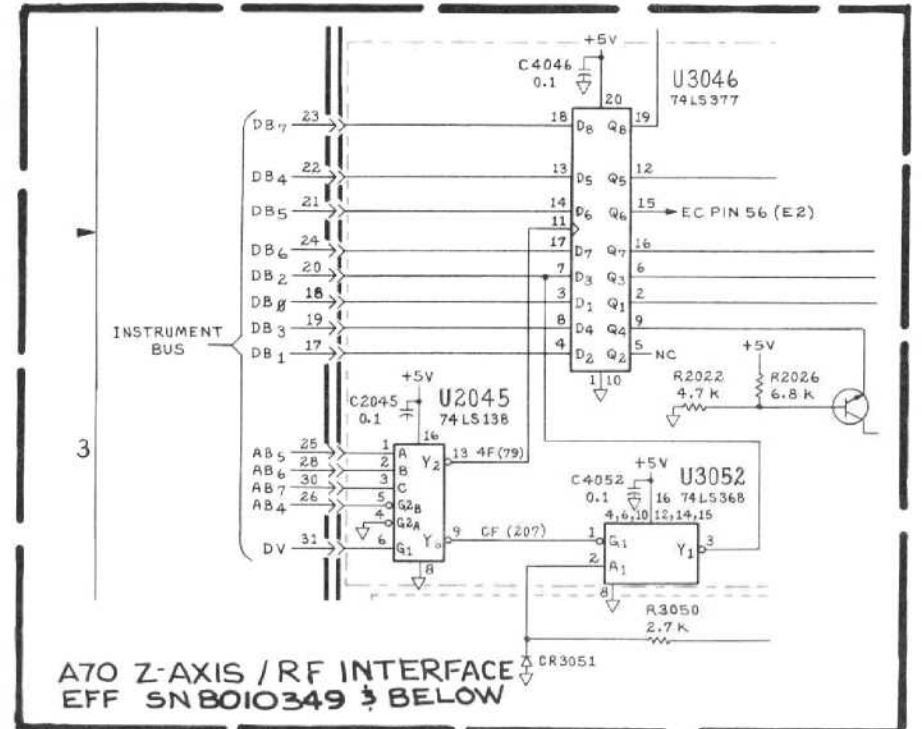 +5V
C4046
0.1
U3046
74LS377
20
DB7 23 18 D8 Q8 19
DB4 22 13 D5 Q5 12
DB5 21 14 D6 Q6 15 EC PIN 56 (E2)
11
DB6 24 17 D7 Q7 16
DB2 20 7 D3 Q3 6
DB0 18 3 D1 Q1 2
DB3 19 8 D4 Q4 9
DB1 17 4 D2 Q2 5 NC
INSTRUMENT
BUS
1 10
+5V
R2022
4.7 K
R2026
6.8 K
+5V
C2045
0.1
U2045
74LS138
16
3
AB5 25 1 A
AB6 28 2 B Y2 13 4F (79)
AB7 30 3 C
AB4 26 5 G2B
4 G2A
DV 31 6 G1 9 CF (207)
8
+5V
C4052
0.1
U3052
74LS368
16
4,6,10 12,14,15
1 G1 Y1 3
2 A1
8
R3050
2.7 K
CR3051
A70 Z-AXIS / RF INTERFACE
EFF SN B010349 & BELOW